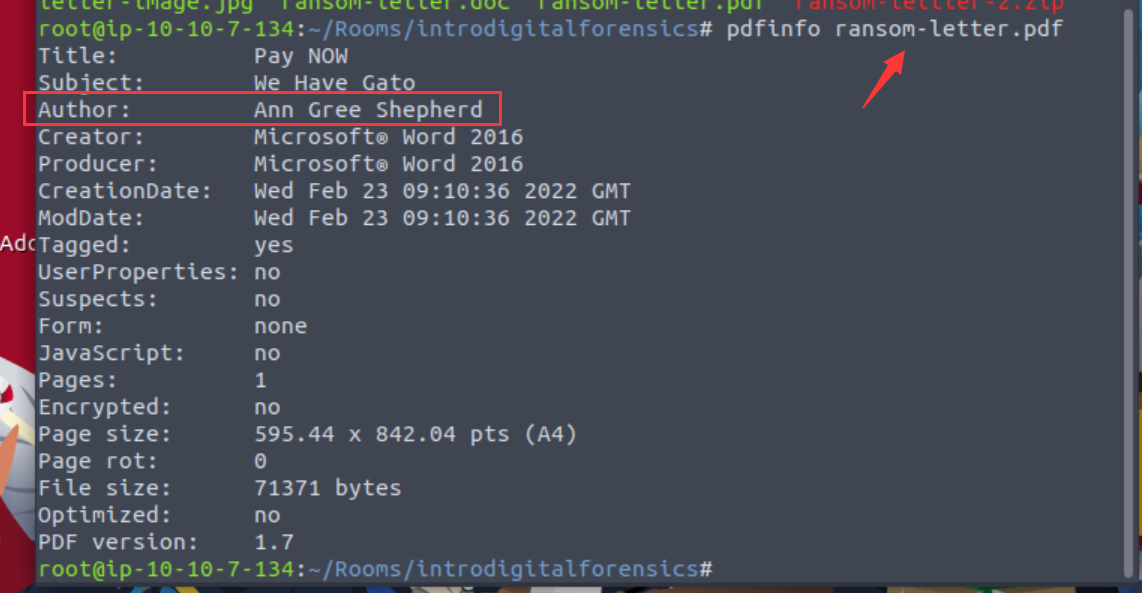 letter-image.jpg  ransom-letter.doc  ransom-letter.pdf  ransom-lettter-2.zip
root@ip-10-10-7-134:~/Rooms/introdigitalforensics# pdfinfo ransom-letter.pdf
Title:          Pay NOW
Subject:        We Have Gato
Author:         Ann Gree Shepherd
Creator:        Microsoft® Word 2016
Producer:       Microsoft® Word 2016
CreationDate:   Wed Feb 23 09:10:36 2022 GMT
ModDate:        Wed Feb 23 09:10:36 2022 GMT
Add
Tagged:         yes
UserProperties: no
Suspects:       no
Form:           none
JavaScript:     no
Pages:          1
Encrypted:      no
Page size:      595.44 x 842.04 pts (A4)
Page rot:       0
File size:      71371 bytes
Optimized:      no
PDF version:    1.7
root@ip-10-10-7-134:~/Rooms/introdigitalforensics#